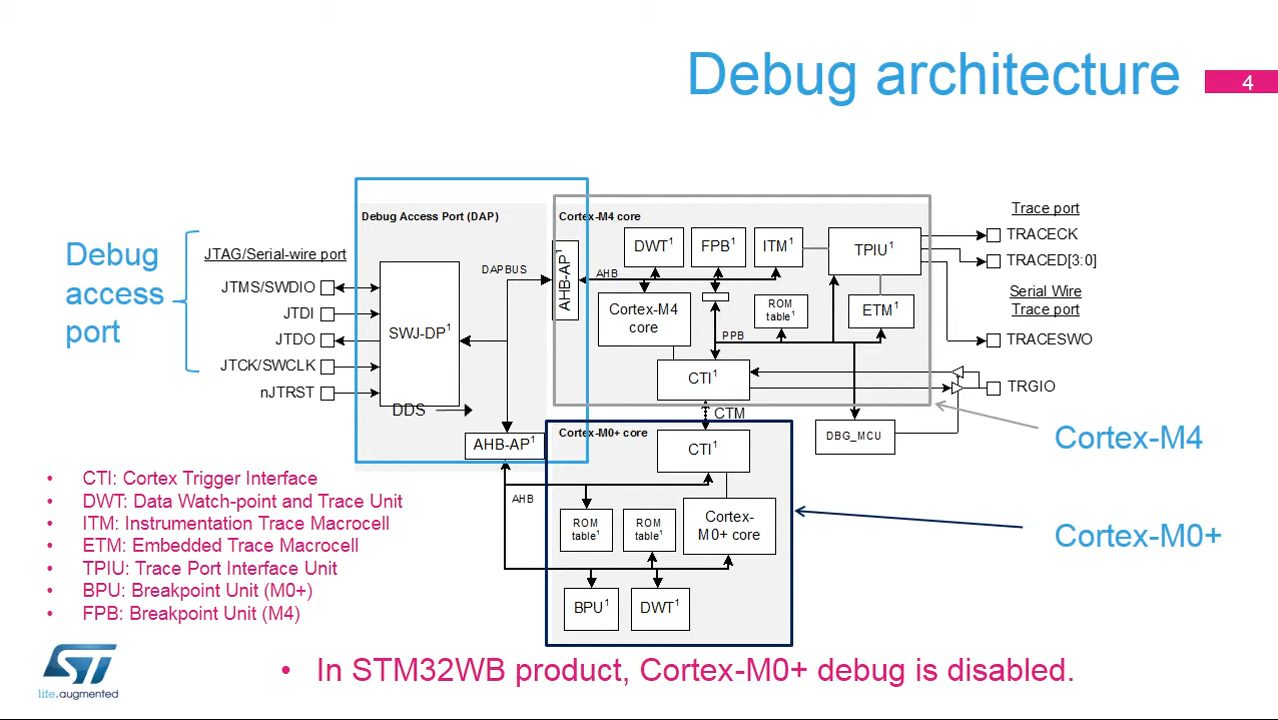 Debug architecture
4
Debug Access Port (DAP)
Cortex-M4 core
Trace port
TRACECK
TRACED[3:0]
Serial Wire
Trace port
TRACESWO
TRGIO
Debug
access
port
JTAG/Serial-wire port
JTMS/SWDIO
JTDI
JTDO
JTCK/SWCLK
nJTRST
SWJ-DP¹
DDS
DAPBUS
AHB-AP¹
AHB
DWT¹
FPB¹
ITM¹
TPIU¹
Cortex-M4
core
ROM
table¹
ETM¹
PPB
CTI¹
CTM
DBG_MCU
Cortex-M4
AHB-AP¹
Cortex-M0+ core
CTI¹
AHB
ROM
table¹
ROM
table¹
Cortex-
M0+ core
BPU¹
DWT¹
Cortex-M0+
• CTI: Cortex Trigger Interface
• DWT: Data Watch-point and Trace Unit
• ITM: Instrumentation Trace Macrocell
• ETM: Embedded Trace Macrocell
• TPIU: Trace Port Interface Unit
• BPU: Breakpoint Unit (M0+)
• FPB: Breakpoint Unit (M4)
ST
life.augmented
• In STM32WB product, Cortex-M0+ debug is disabled.